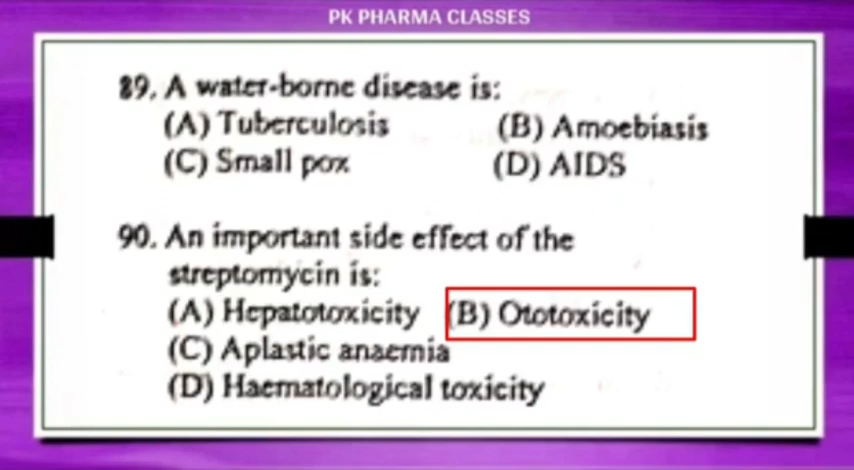 PK PHARMA CLASSES
89. A water-borne disease is:
(A) Tuberculosis (B) Amoebiasis
(C) Small pox (D) AIDS
90. An important side effect of the
streptomycin is:
(A) Hepatotoxicity (B) Ototoxicity
(C) Aplastic anaemia
(D) Haematological toxicity